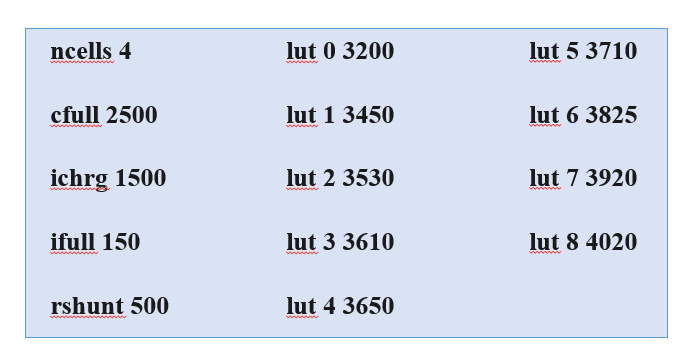 ncells 4
cfull 2500
ichrg 1500
ifull 150
rshunt 500
lut 0 3200
lut 1 3450
lut 2 3530
lut 3 3610
lut 4 3650
lut 5 3710
lut 6 3825
lut 7 3920
lut 8 4020